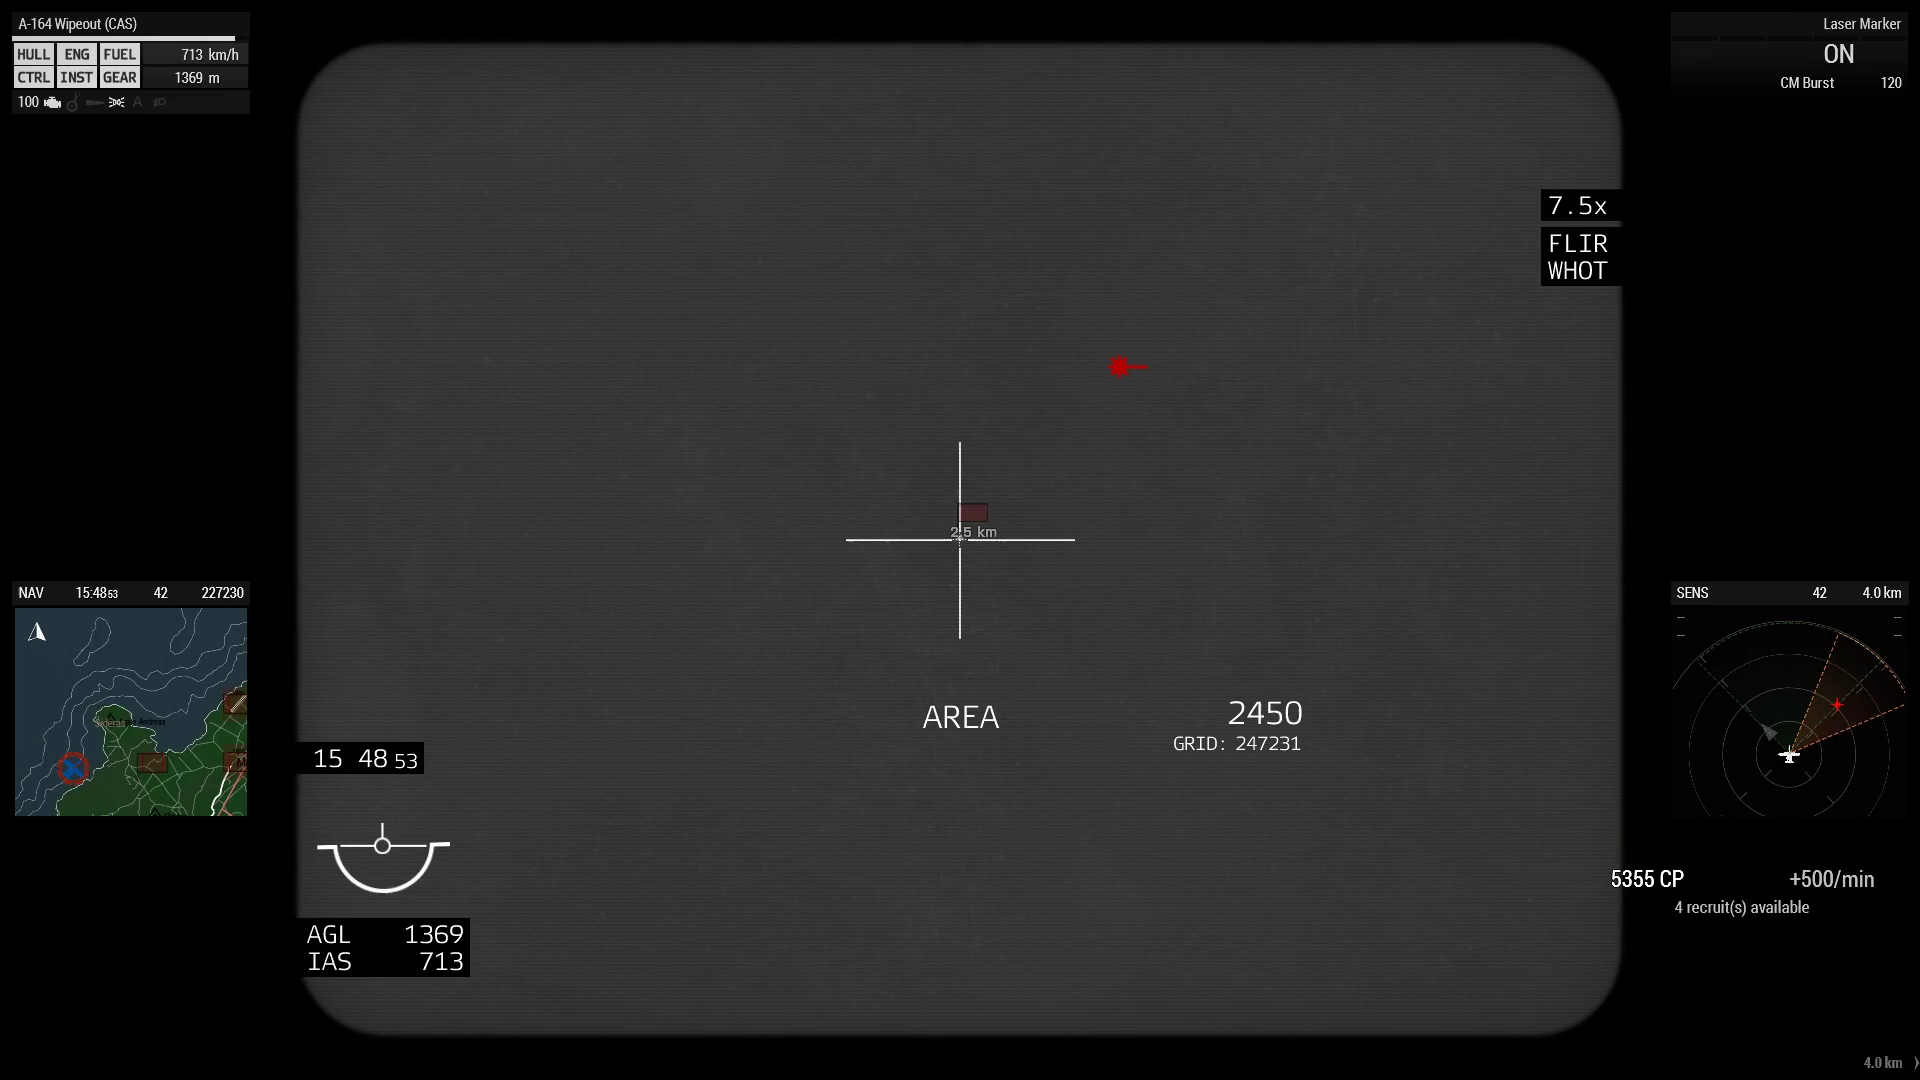 A-164 Wipeout (CAS)
HULL ENG FUEL 713 km/h
CTRL INST GEAR 1369 m
100 A
Laser Marker
ON
CM Burst 120
7.5x
FLIR
WHOT
2.5 km
AREA
2450
GRID: 247231
NAV 15:48 53 42 227230
15 48 53
AGL 1369
IAS 713
SENS 42 4.0 km
5355 CP +500/min
4 recruit(s) available
4.0 km